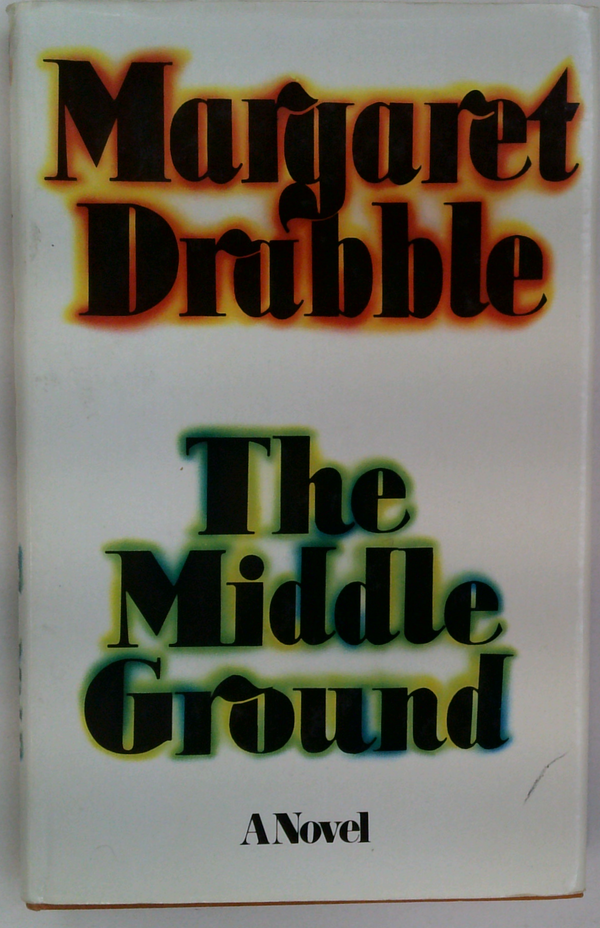 Margaret
Drabble
The
Middle
Ground
A Novel